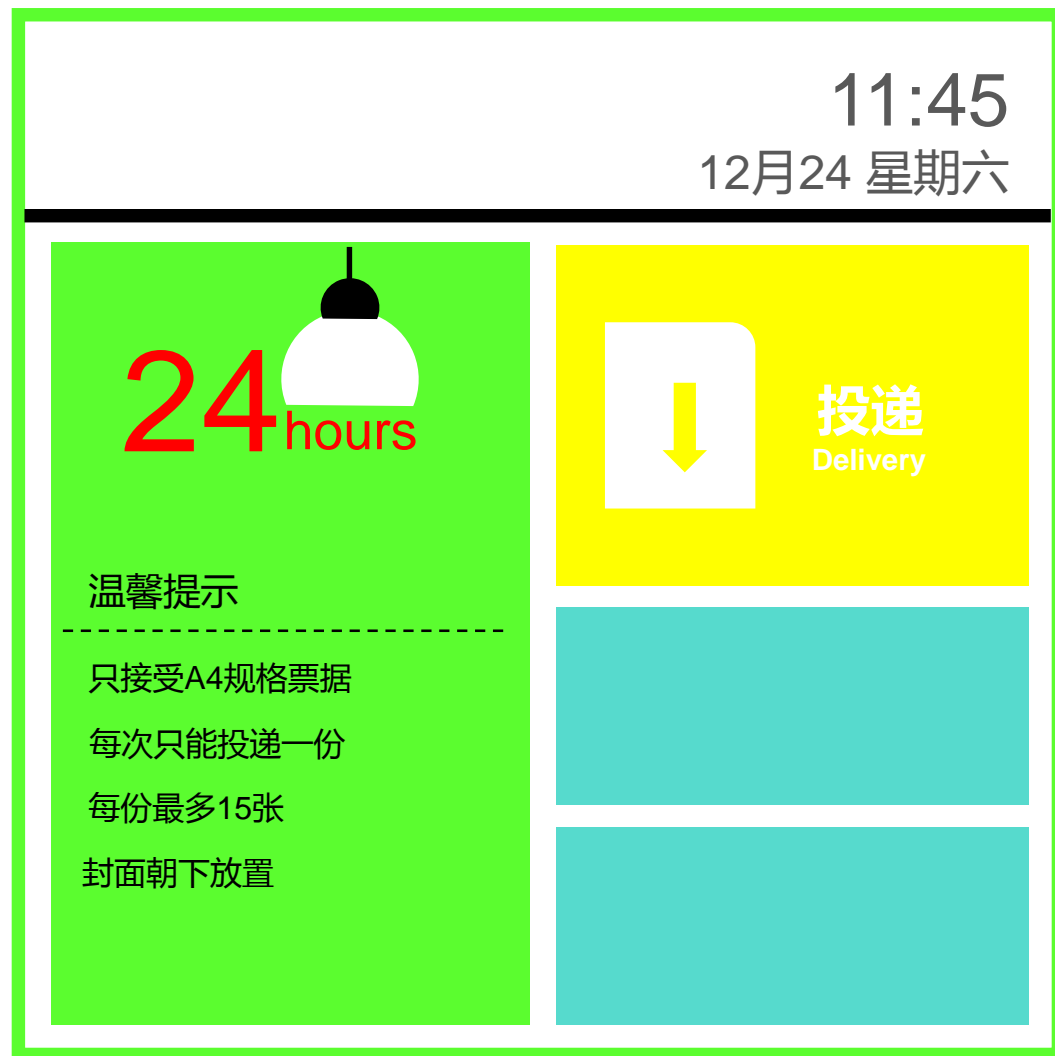 11:45
12月24 星期六
24 hours
投递
Delivery
温馨提示
只接受A4规格票据
每次只能投递一份
每份最多15张
封面朝下放置